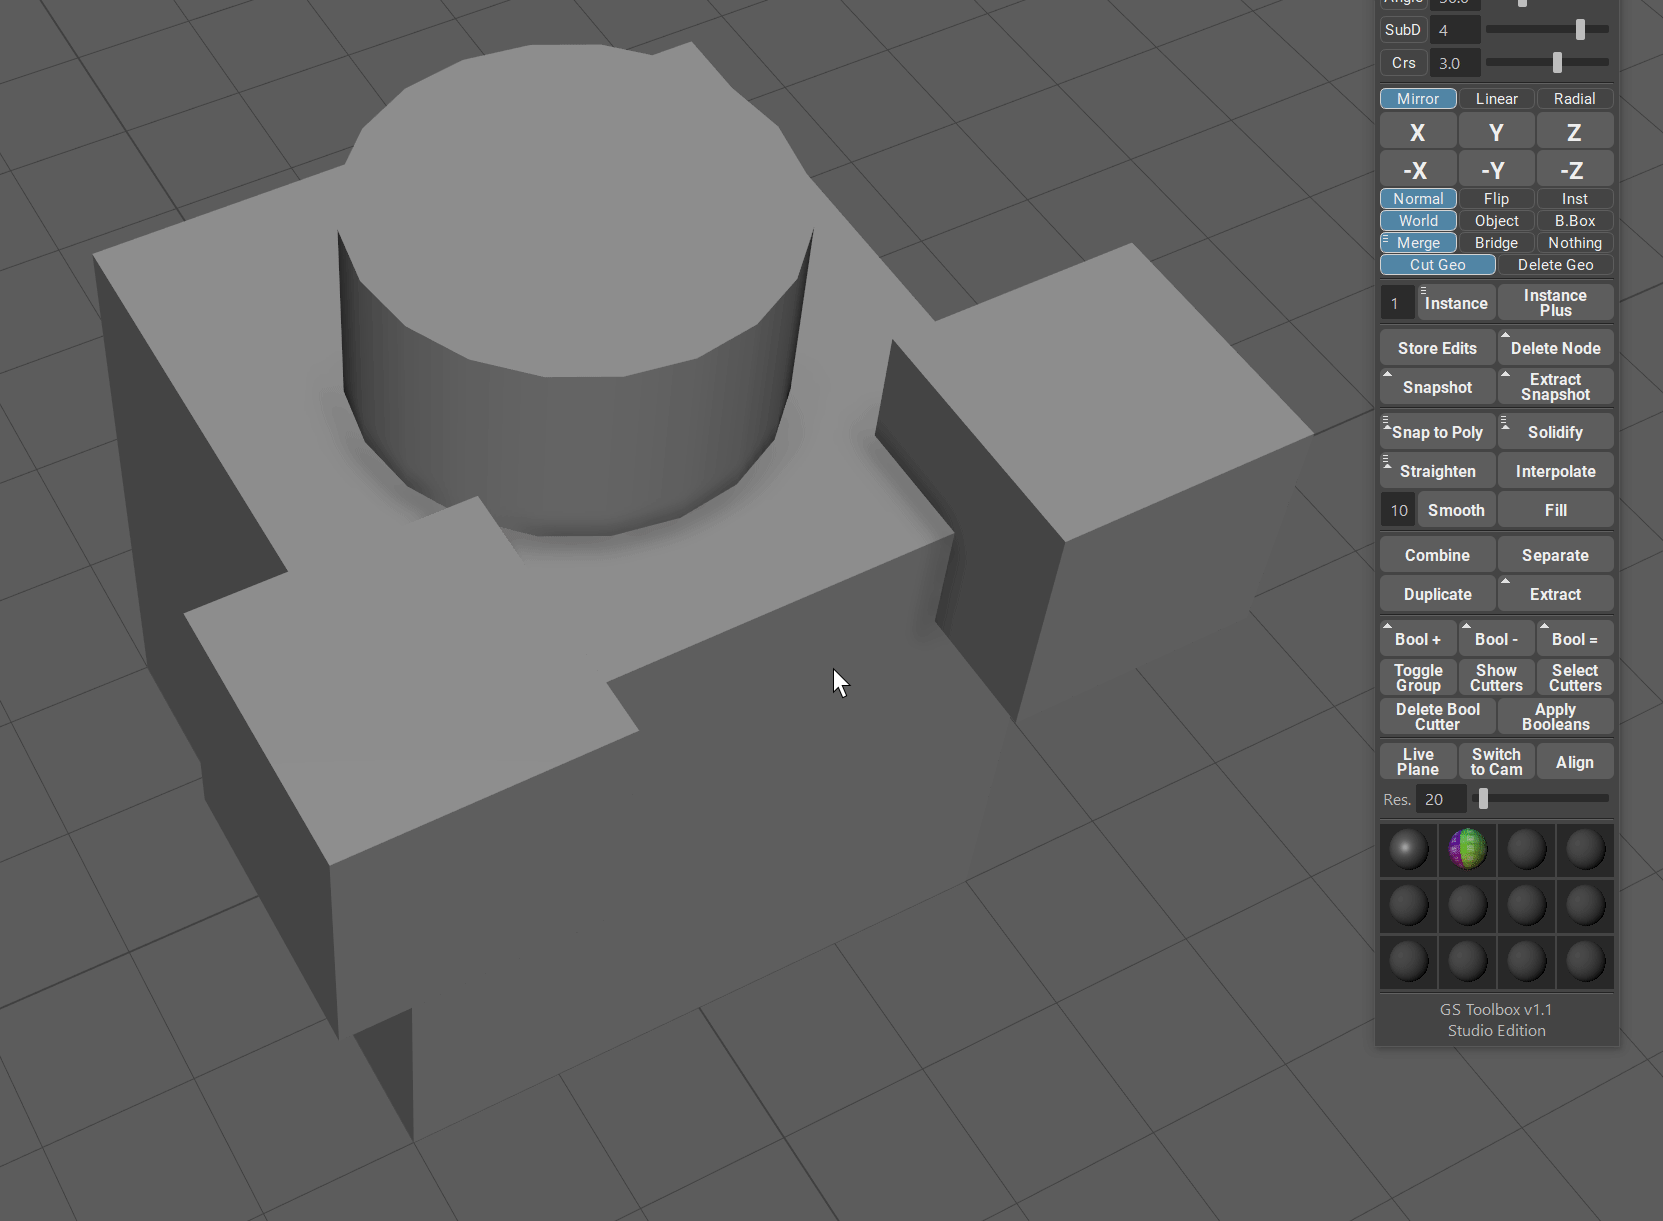 SubD 4
Crs 3.0
Mirror Linear Radial
X Y Z
-X -Y -Z
Normal Flip Inst
World Object B.Box
Merge Bridge Nothing
Cut Geo Delete Geo
1 Instance Instance
Plus
Store Edits Delete Node
Snapshot Extract
Snapshot
Snap to Poly Solidify
Straighten Interpolate
10 Smooth Fill
Combine Separate
Duplicate Extract
Bool + Bool - Bool =
Toggle Show Select
Group Cutters Cutters
Delete Bool Apply
Cutter Booleans
Live Switch Align
Plane to Cam
Res. 20
GS Toolbox v1.1
Studio Edition